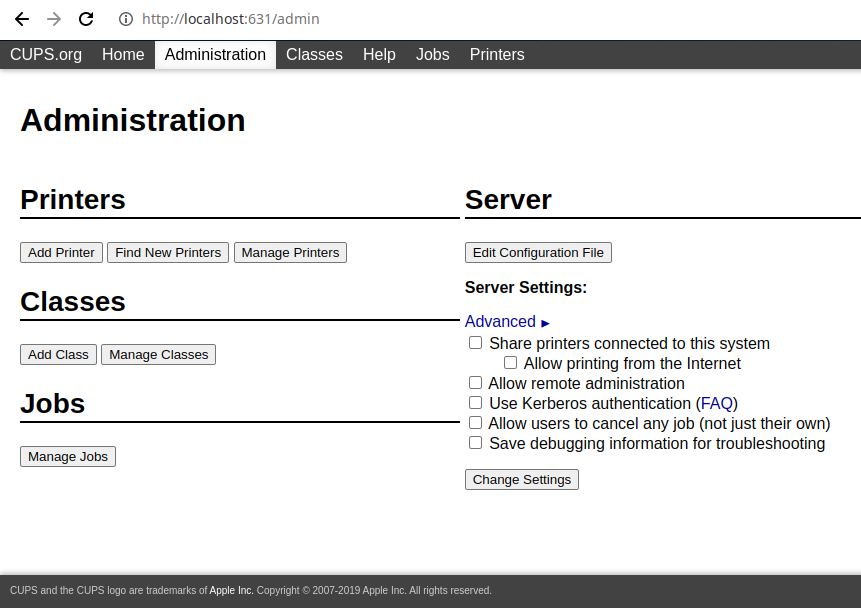 http://localhost:631/admin
CUPS.org Home Administration Classes Help Jobs Printers
Administration
Printers
Add Printer Find New Printers Manage Printers
Classes
Add Class Manage Classes
Jobs
Manage Jobs
Server
Edit Configuration File
Server Settings:
Advanced ▶
Share printers connected to this system
Allow printing from the Internet
Allow remote administration
Use Kerberos authentication (FAQ)
Allow users to cancel any job (not just their own)
Save debugging information for troubleshooting
Change Settings
CUPS and the CUPS logo are trademarks of Apple Inc. Copyright © 2007-2019 Apple Inc. All rights reserved.